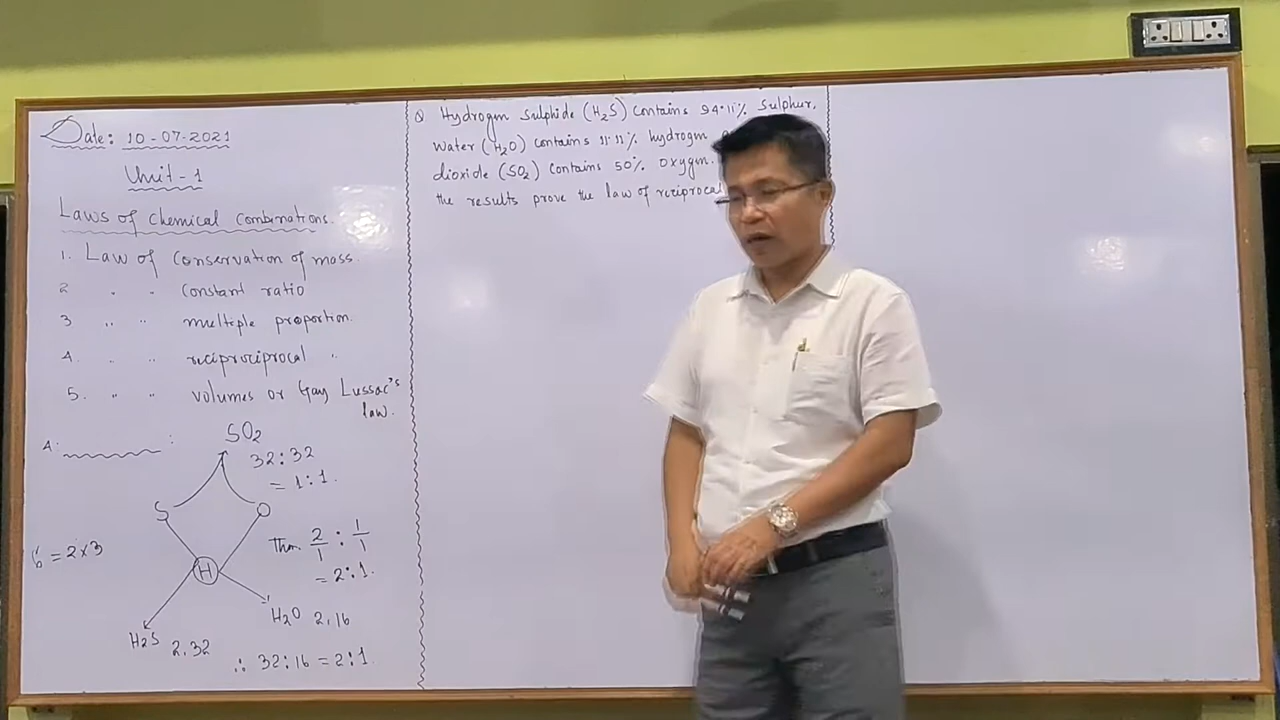 Date: 10-07-2021
Unit-1
Laws of Chemical Combinations.
1. Law of Conservation of mass.
2 " " Constant ratio
3 " " multiple proportion.
4. " " reciprociprocal "
5. " " volumes or Gay Lussac's
law.
4: :
SO2
32:32
= 1:1.
S O
Then 2/1 : 1/1
= 2:1.
6 = 2x3
H
H2O 2,16
H2S 2,32
∴ 32:16 = 2:1.
Q Hydrogen Sulphide (H2S) Contains 94.11% Sulphur,
Water (H2O) Contains 11.11% hydrogen
dioxide (SO2) Contains 50% Oxygen.
the results prove the law of reciprocal